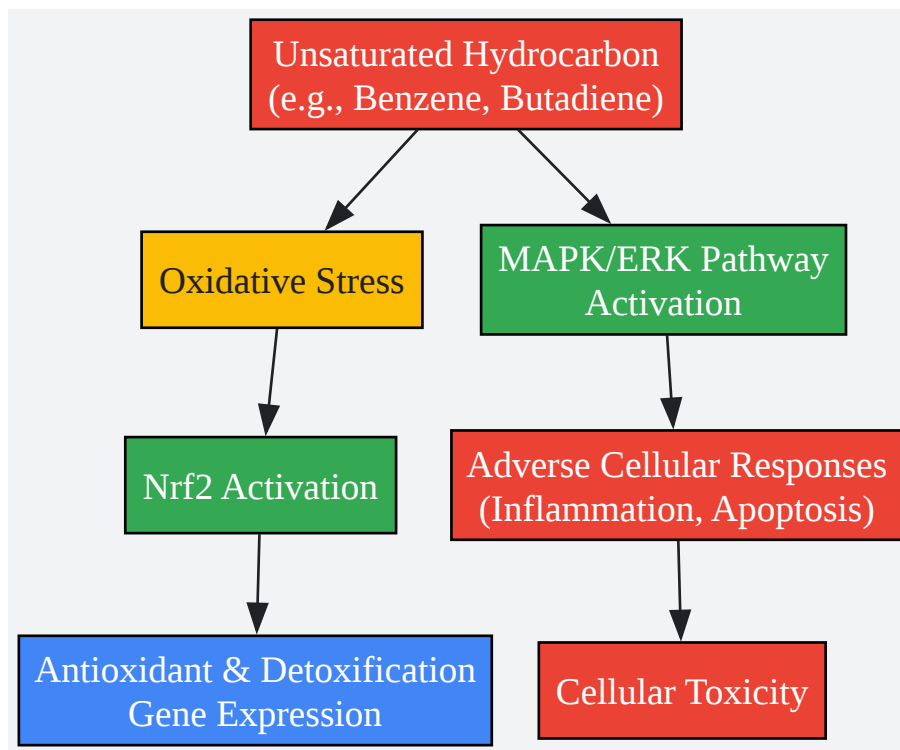 Unsaturated Hydrocarbon
(e.g., Benzene, Butadiene)
Oxidative Stress
MAPK/ERK Pathway
Activation
Nrf2 Activation
Adverse Cellular Responses
(Inflammation, Apoptosis)
Antioxidant & Detoxification
Gene Expression
Cellular Toxicity